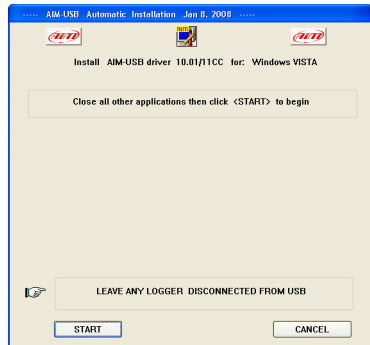 ----- AIM-USB Automatic Installation Jan 8. 2008 -----
Install AIM-USB driver 10.01/11CC for: Windows VISTA
Close all other applications then click <START> to begin
LEAVE ANY LOGGER DISCONNECTED FROM USB
START CANCEL